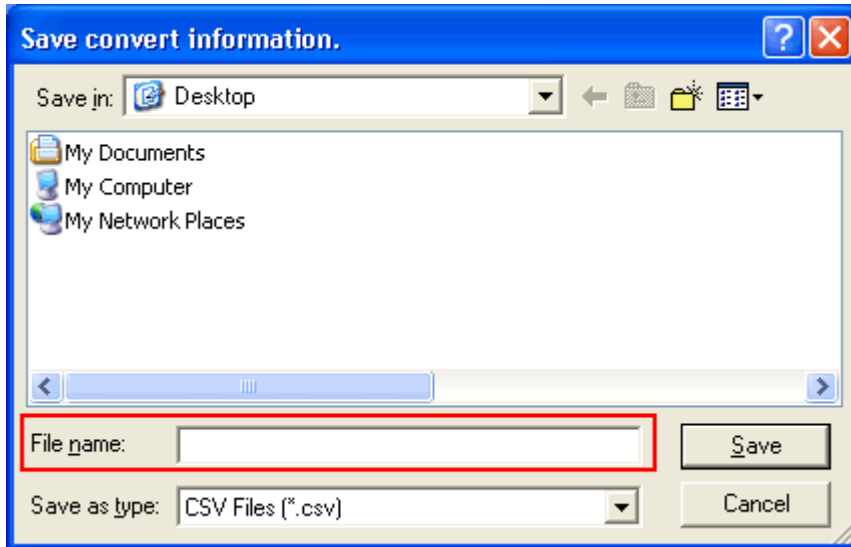 Save convert information.
Save in: Desktop
My Documents
My Computer
My Network Places
File name:
Save
Save as type: CSV Files (*.csv)
Cancel